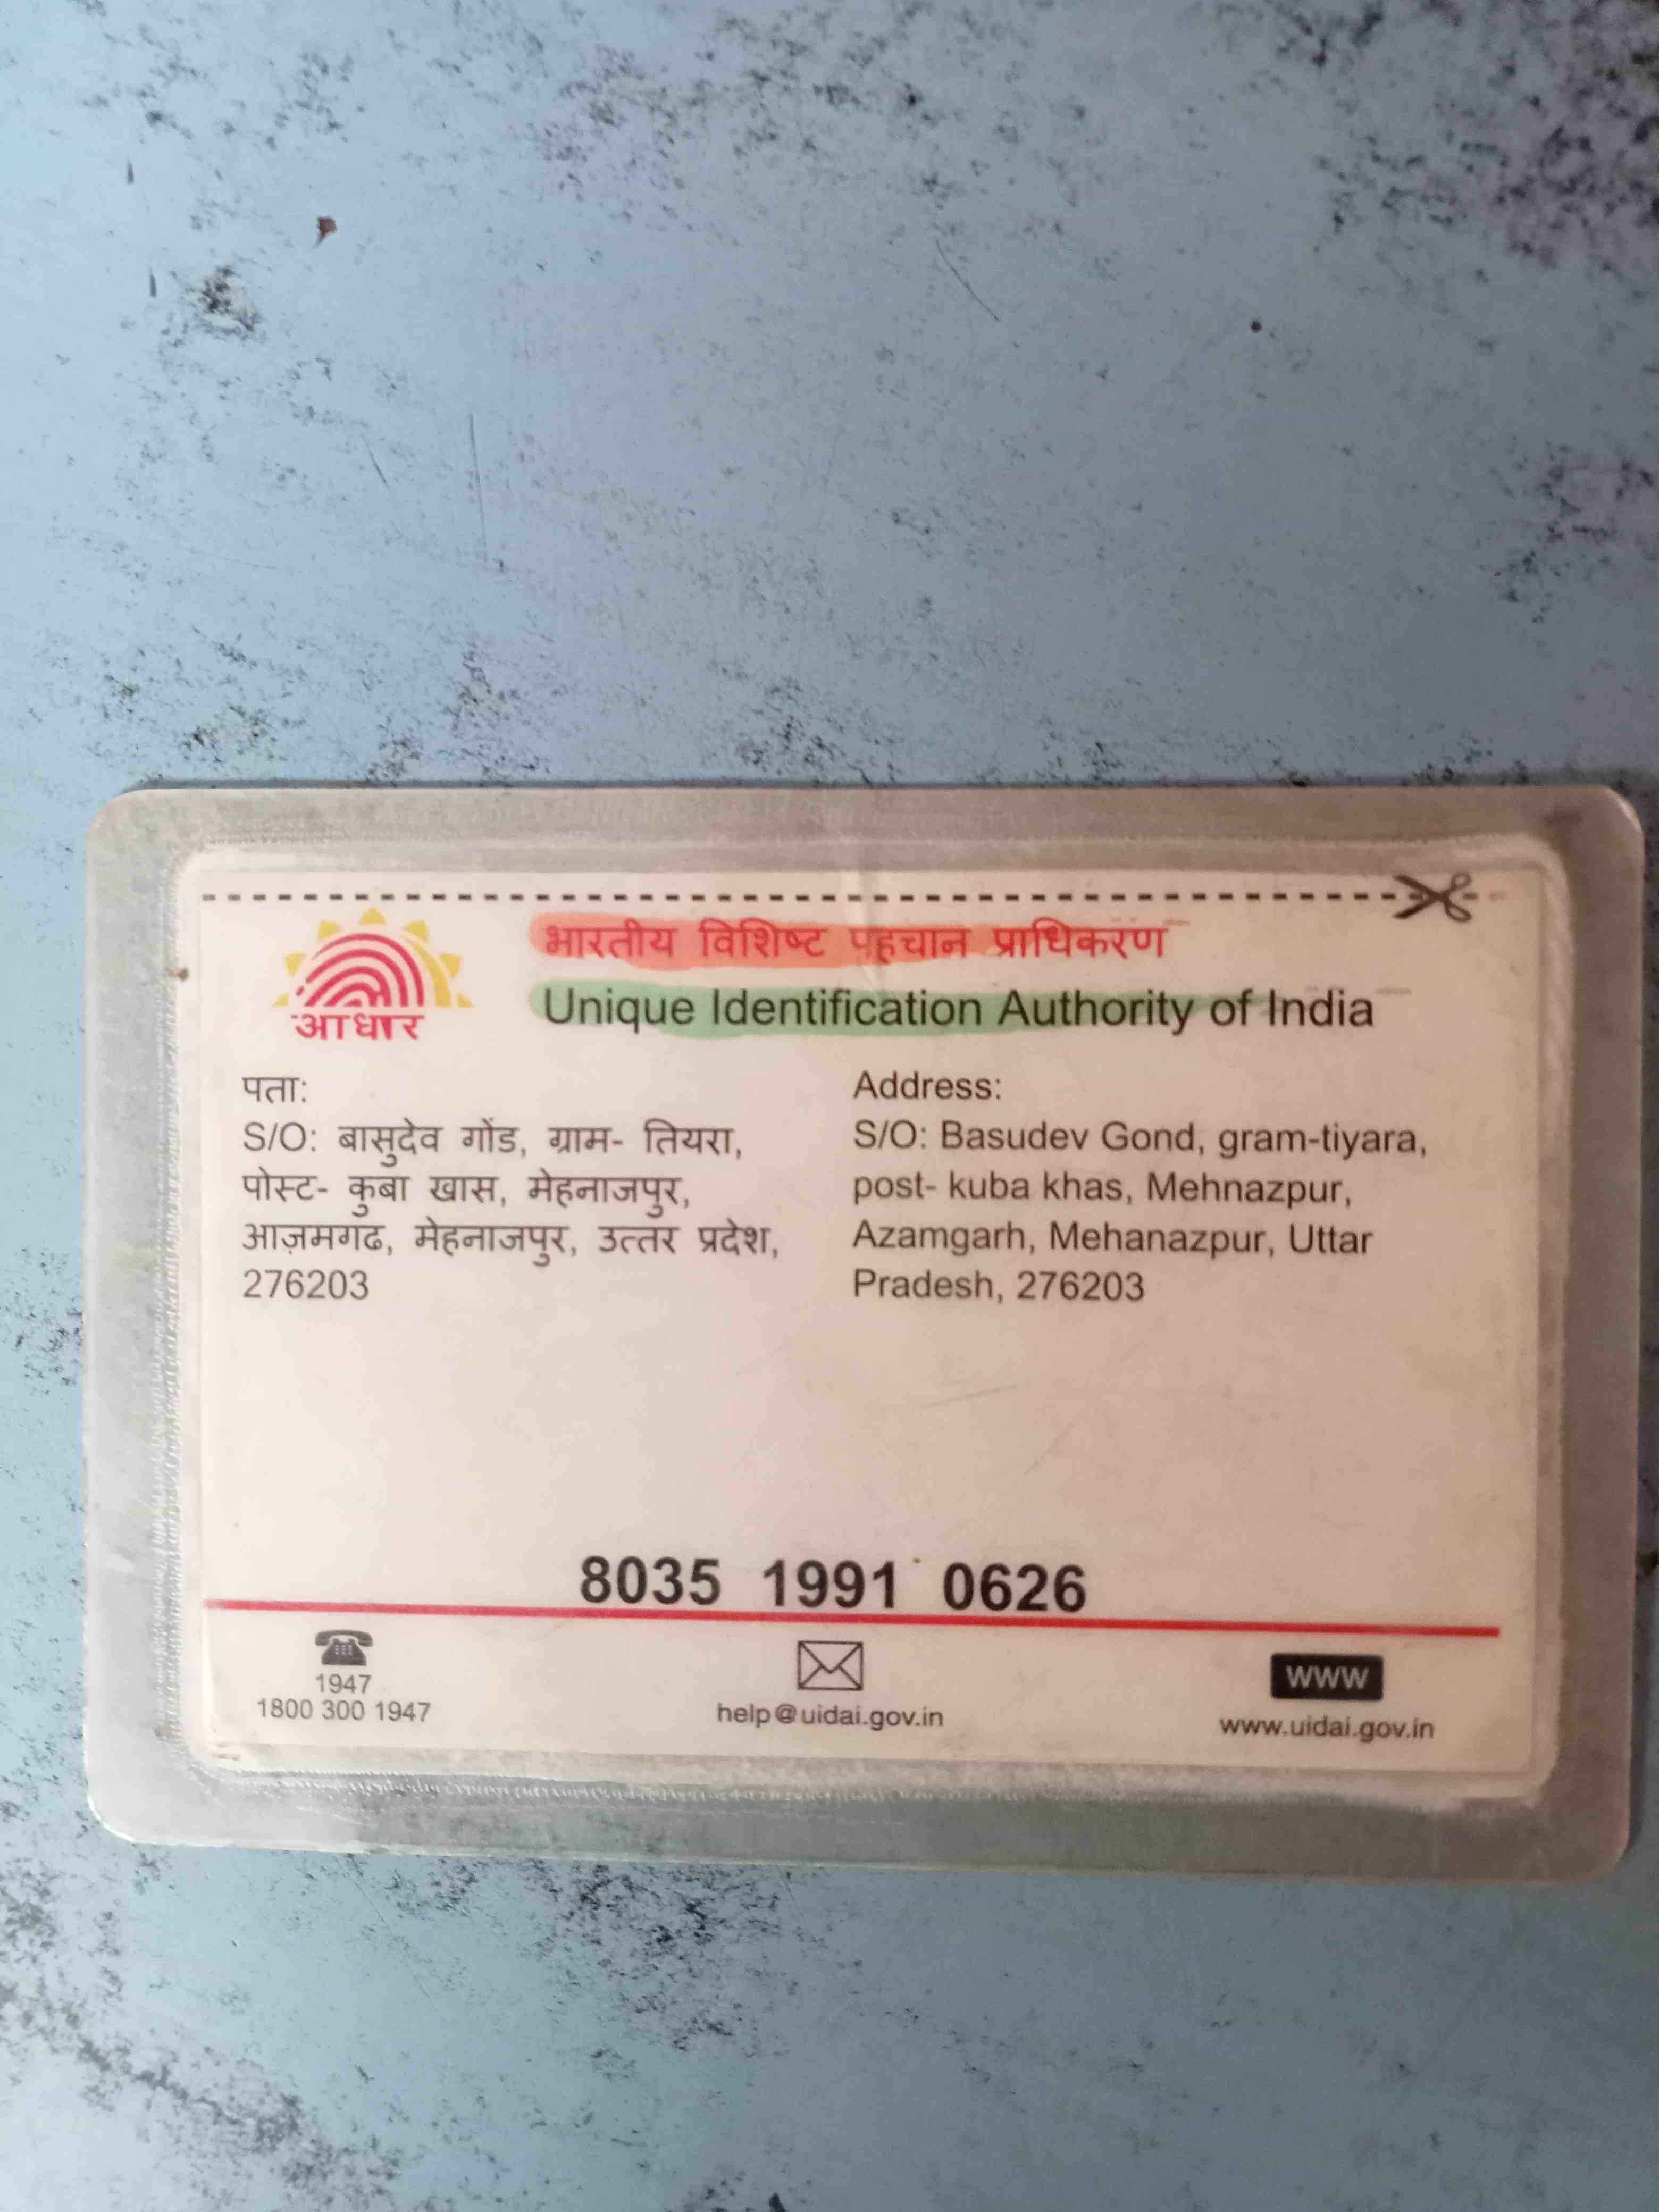 आधार
भारतीय विशिष्ट पहचान प्राधिकरण
Unique Identification Authority of India
पता:
S/O: बासुदेव गोंड, ग्राम- तियरा,
पोस्ट- कुबा खास, मेहनाजपुर,
आज़मगढ, मेहनाजपुर, उत्तर प्रदेश,
276203
Address:
S/O: Basudev Gond, gram-tiyara,
post- kuba khas, Mehnazpur,
Azamgarh, Mehanazpur, Uttar
Pradesh, 276203
8035 1991 0626
1947
1800 300 1947
help@uidai.gov.in
www
www.uidai.gov.in